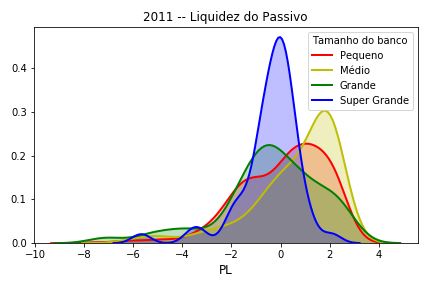 2011 -- Liquidez do Passivo
Tamanho do banco
Pequeno
Médio
Grande
Super Grande
0.4
0.3
0.2
0.1
0.0
−10 −8 −6 −4 −2 0 2 4
PL